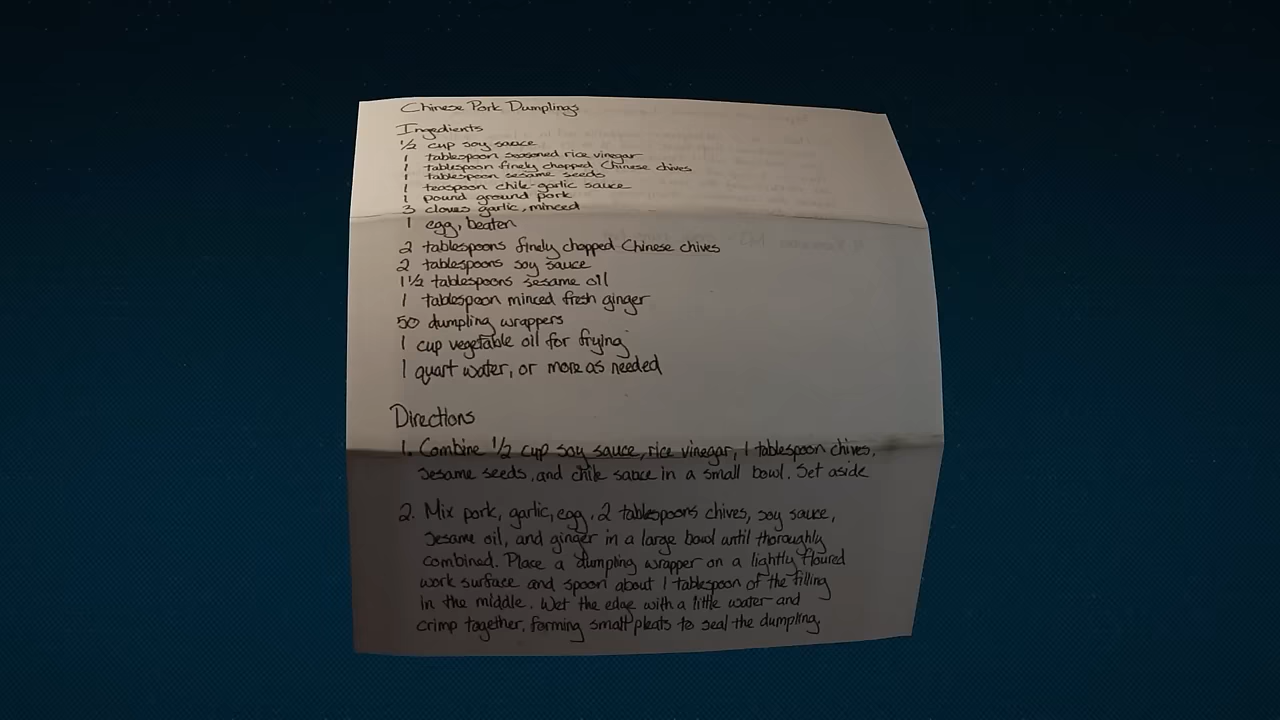 Chinese Pork Dumplings
Ingedients
1/2 cup soy sauce
1 tablespoon seasoned rice vinegar
1 tablespoon finely chopped Chinese chives
1 tablespoon sesame seeds
1 teaspoon chile-garlic sauce
1 pound ground pork
3 cloves garlic, minced
1 egg, beaten
2 tablespoons finely chopped Chinese chives
2 tablespoons soy sauce
1 1/2 tablespoons sesame oil
1 tablespoon minced fresh ginger
50 dumpling wrappers
1 cup vegetable oil for frying
1 quart water, or more as needed
Directions
1. Combine 1/2 cup soy sauce, rice vinegar, 1 tablespoon chives,
sesame seeds, and chile sauce in a small bowl. Set aside
2. Mix pork, garlic, egg, 2 tablespoons chives, soy sauce,
sesame oil, and ginger in a large bowl until thoroughly
combined. Place a dumpling wrapper on a lightly floured
work surface and spoon about 1 tablespoon of the filling
in the middle. Wet the edge with a little water and
crimp together, forming small pleats to seal the dumpling.